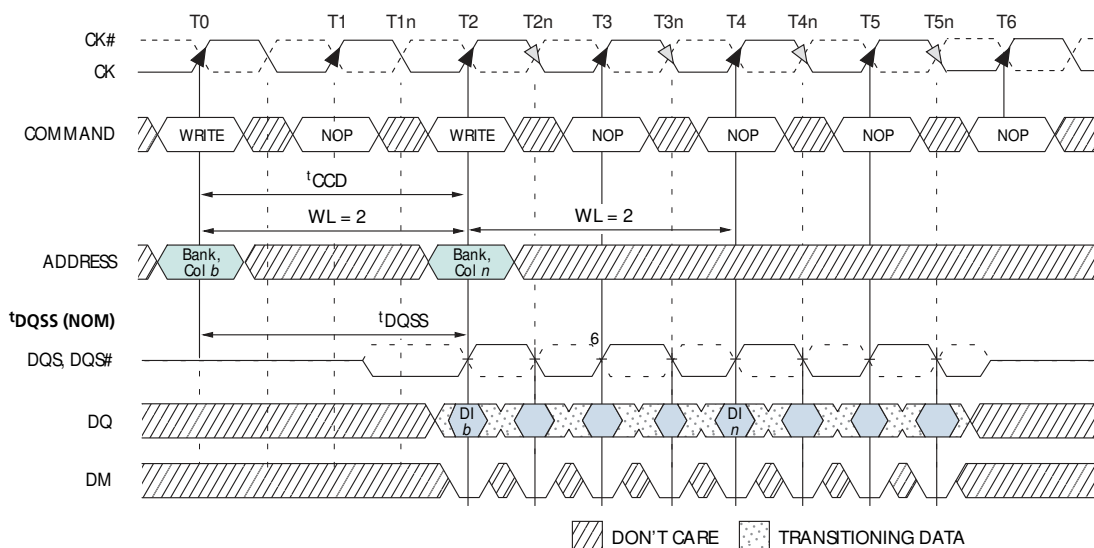 T0 T1 T1n T2 T2n T3 T3n T4 T4n T5 T5n T6
CK#
CK
COMMAND WRITE NOP WRITE NOP NOP NOP NOP
tCCD
WL = 2 WL = 2
ADDRESS Bank, Col b Bank, Col n
tDQSS (NOM) tDQSS
6
DQS, DQS#
DQ DI b DI n
DM
DON'T CARE TRANSITIONING DATA